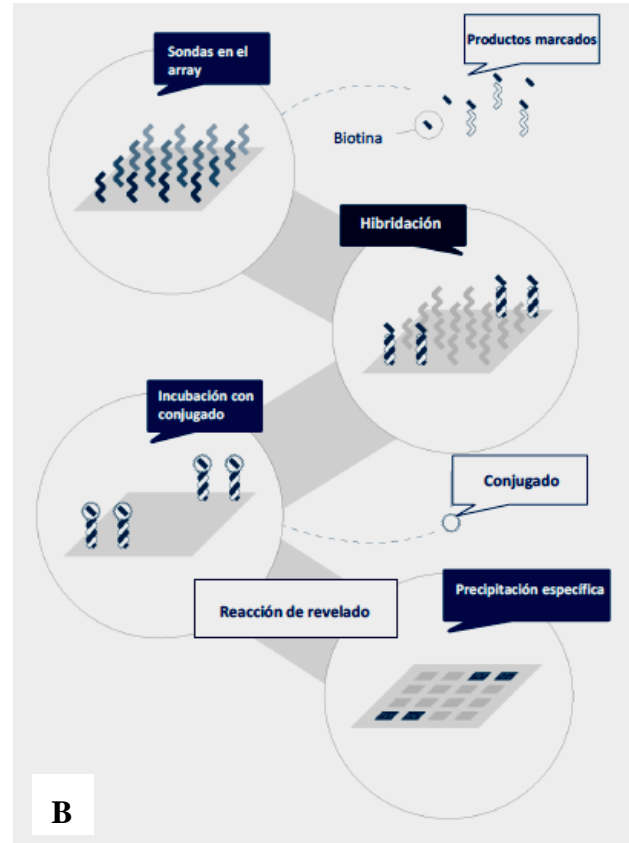 Productos marcados
Sondas en el
array
Biotina
Hibridación
Incubación con
conjugado
Conjugado
Precipitación específica
Reacción de revelado
B